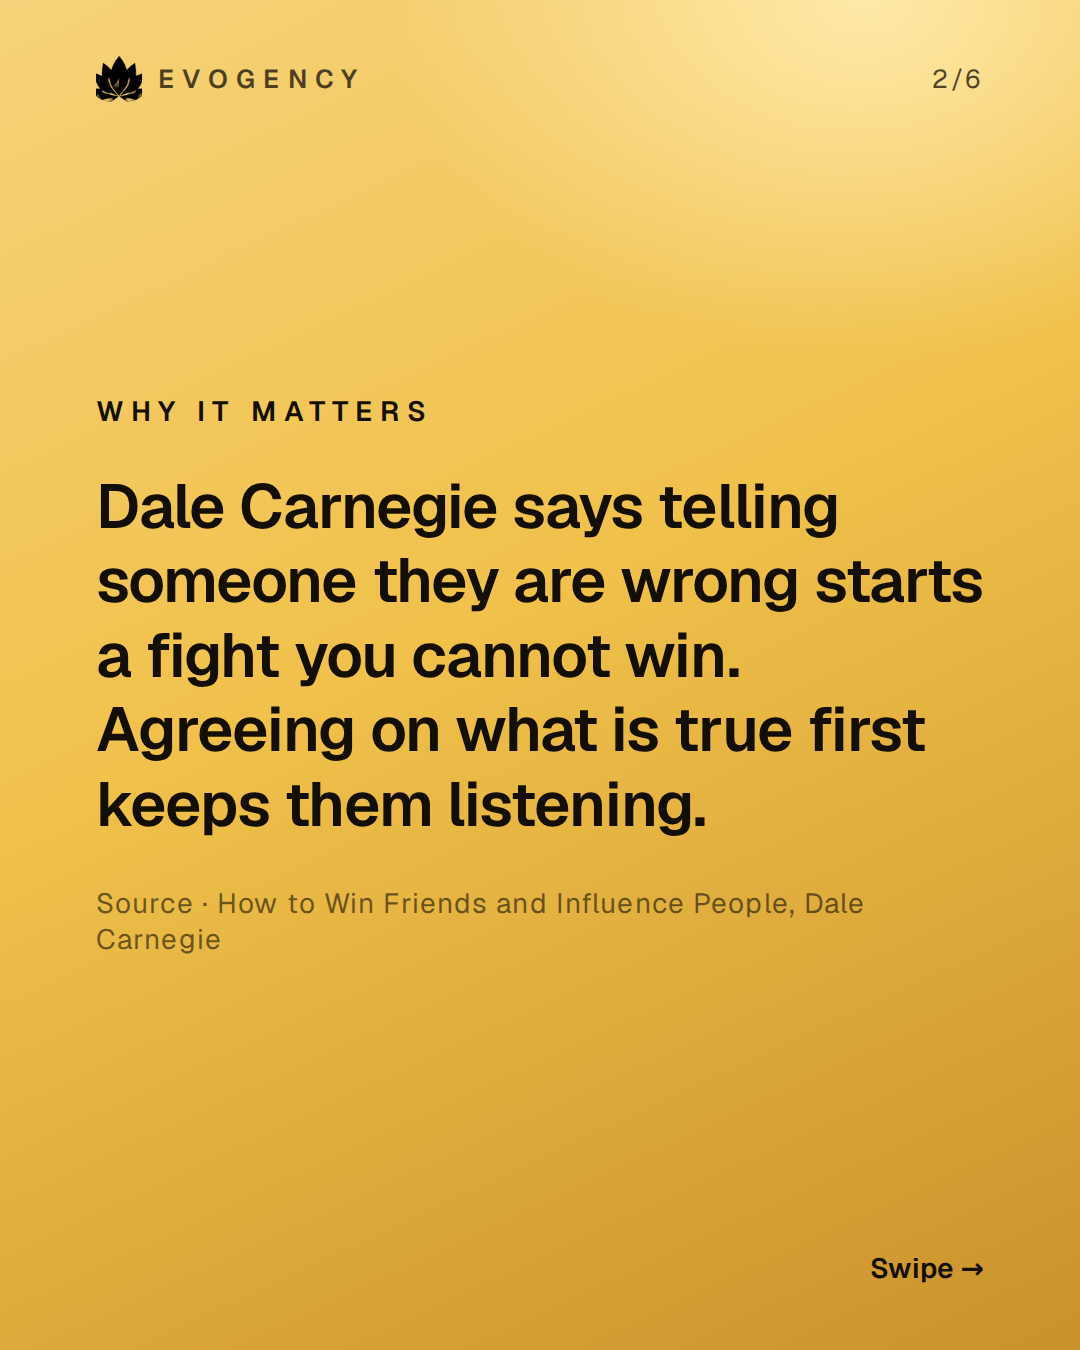 EVOGENCY
2/6
WHY IT MATTERS
Dale Carnegie says telling
someone they are wrong starts
a fight you cannot win.
Agreeing on what is true first
keeps them listening.
Source · How to Win Friends and Influence People, Dale
Carnegie
Swipe →